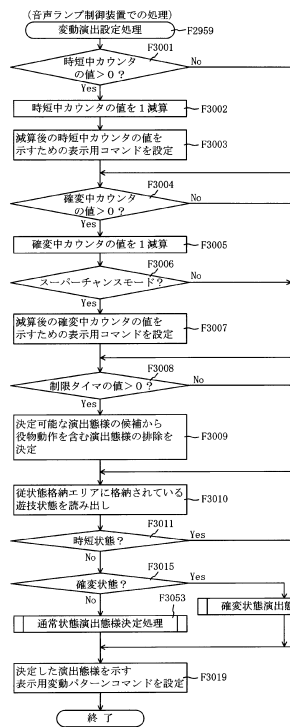 (音声ランプ制御装置での処理)
変動演出設定処理
F2959
F3001
時短中カウンタ
の値>0?
No
Yes
時短中カウンタの値を1減算
F3002
減算後の時短中カウンタの値を
示すための表示用コマンドを設定
F3003
F3004
確変中カウンタ
の値>0?
No
Yes
確変中カウンタの値を1減算
F3005
F3006
スーパーチャンスモード?
No
Yes
減算後の確変中カウンタの値を
示すための表示用コマンドを設定
F3007
F3008
制限タイマの値>0?
No
Yes
決定可能な演出態様の候補から
役物動作を含む演出態様の排除を
決定
F3009
従状態格納エリアに格納されている
遊技状態を読み出し
F3010
F3011
時短状態?
Yes
No
F3015
確変状態?
Yes
No
F3053
通常状態演出態様決定処理
確変状態演出態
決定した演出態様を示す
表示用変動パターンコマンドを設定
F3019
終了